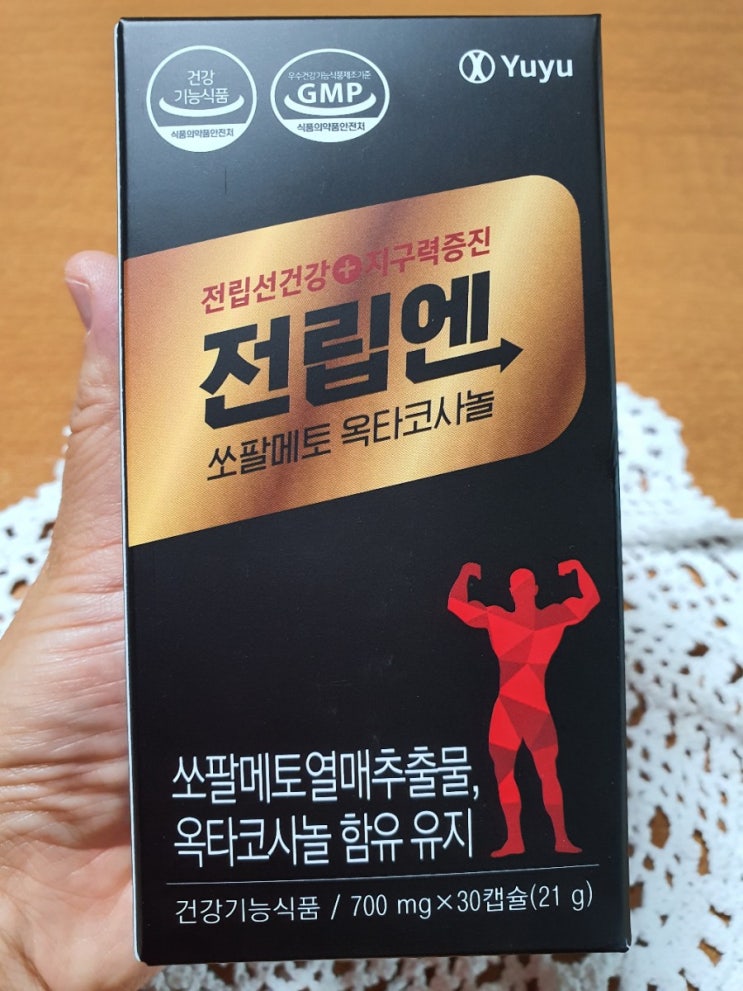 건강
기능식품
식품의약품안전처
우수건강기능식품제조기준
GMP
식품의약품안전처
Yuyu
전립선건강+지구력증진
전립엔
쏘팔메토 옥타코사놀
쏘팔메토열매추출물,
옥타코사놀 함유 유지
건강기능식품 / 700 mg×30캡슐(21 g)